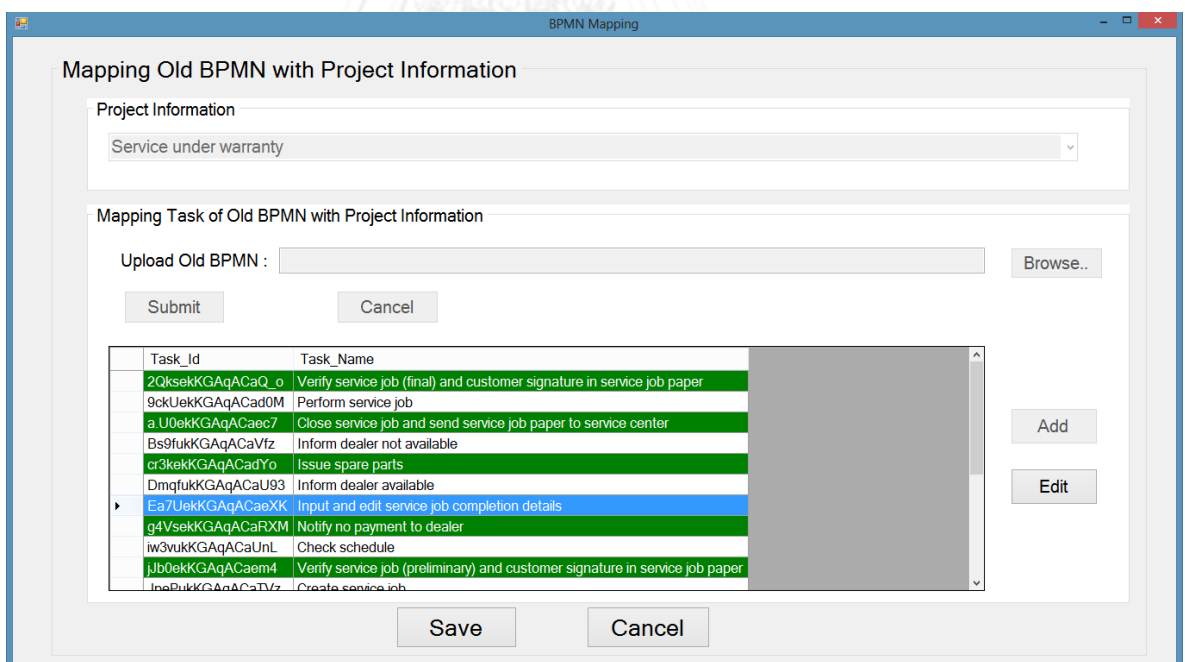 BPMN Mapping
Mapping Old BPMN with Project Information
Project Information
Service under warranty
Mapping Task of Old BPMN with Project Information
Upload Old BPMN :
Browse..
Submit Cancel
Task_Id Task_Name
2QksekKGAqACaQ_o Verify service job (final) and customer signature in service job paper
9ckUekKGAqACad0M Perform service job
a.U0ekKGAqACaec7 Close service job and send service job paper to service center
Bs9fukKGAqACaVfz Inform dealer not available
cr3kekKGAqACadYo Issue spare parts
DmqfukKGAqACaU93 Inform dealer available
Ea7UekKGAqACaeXK Input and edit service job completion details
g4VsekKGAqACaRXM Notify no payment to dealer
iw3vukKGAqACaUnL Check schedule
jJb0ekKGAqACaem4 Verify service job (preliminary) and customer signature in service job paper
JnePukKGAqACaTVz Create service job
Add
Edit
Save Cancel